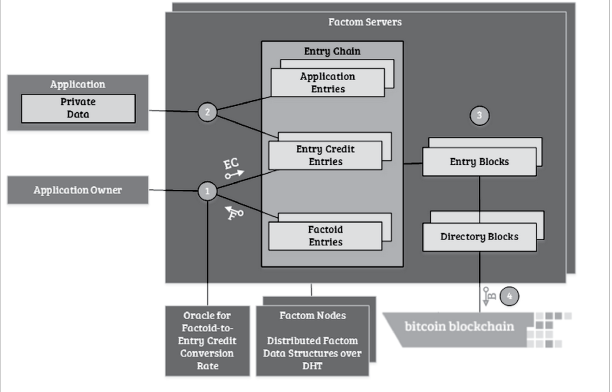 Factom Servers
Entry Chain
Application
Private
Data
Application
Entries
2
3
Entry Credit
Entries
Entry Blocks
EC
Application Owner
1
F
Factoid
Entries
Directory Blocks
B
4
Oracle for
Factoid-to-
Entry Credit
Conversion
Rate
Factom Nodes
Distributed Factom
Data Structures over
DHT
bitcoin blockchain